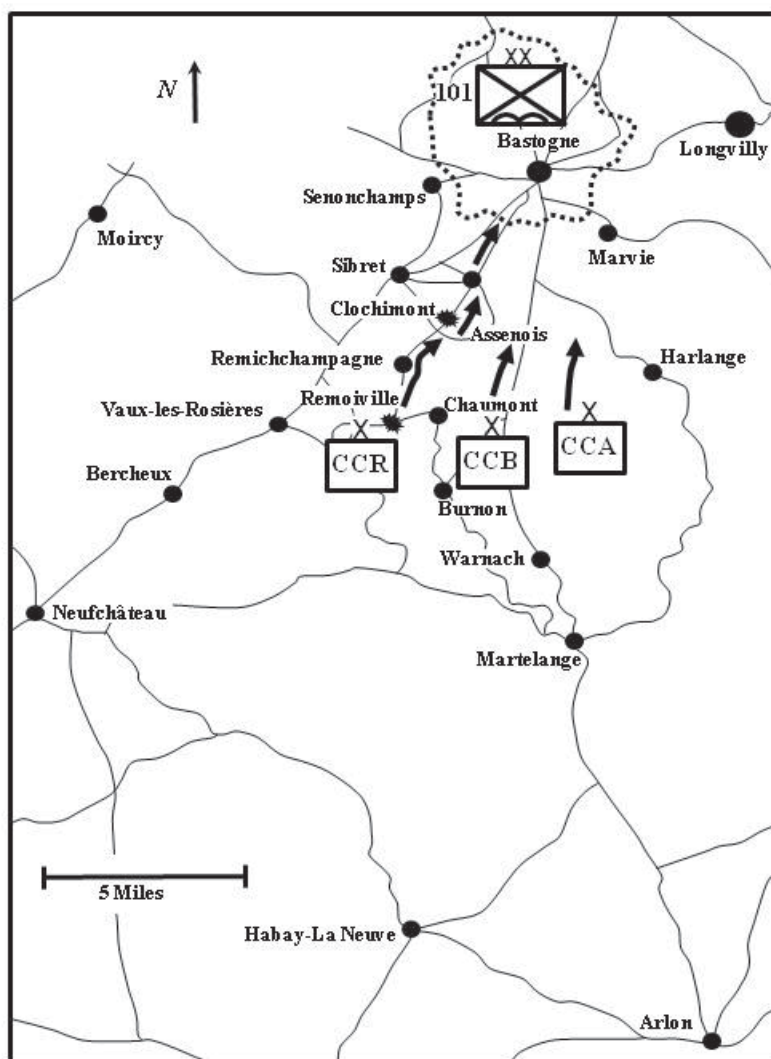 XX
N
101
Bastogne
Longvilly
Senonchamps
Moircy
Marvie
Sibret
Clochimont
Assenois
Remichchampagne
Harlange
Remoiville
Chaumont
Vaux-les-Rosières
X
X
X
CCR
CCB
CCA
Bercheux
Burnon
Warnach
Neufchâteau
Martelange
5 Miles
Habay-La Neuve
Arlon